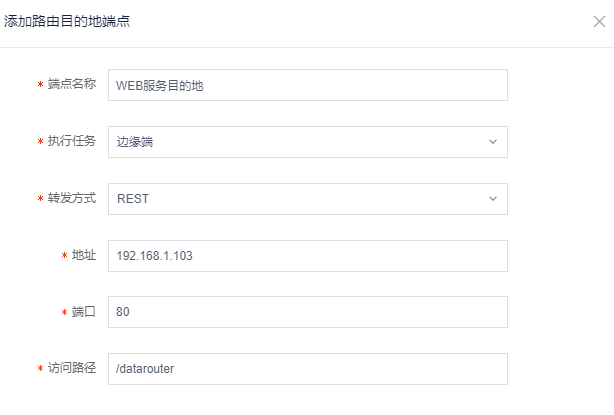 添加路由目的地端点
* 端点名称 WEB服务目的地
* 执行任务 边缘端
* 转发方式 REST
* 地址 192.168.1.103
* 端口 80
* 访问路径 /datarouter